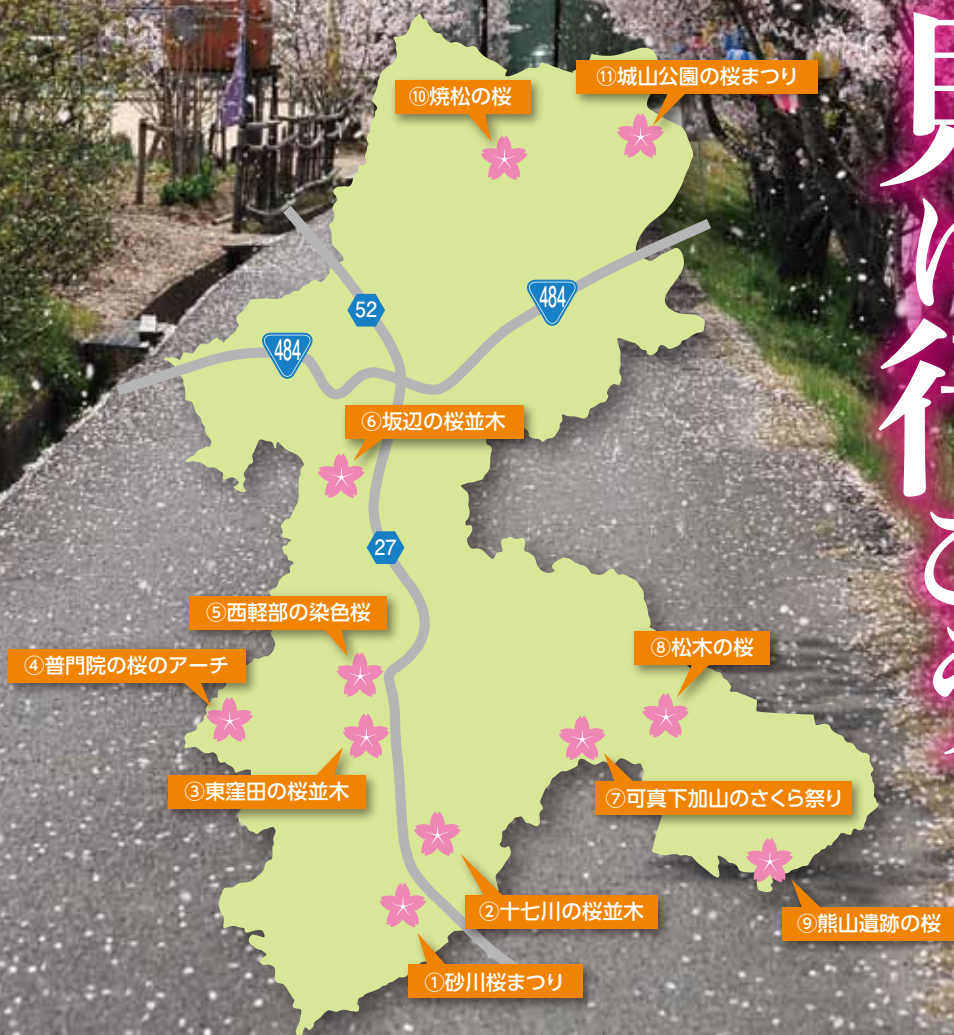 見に行
⑩焼松の桜
⑪城山公園の桜まつり
52
484
484
⑥坂辺の桜並木
27
⑤西軽部の染色桜
④普門院の桜のアーチ
⑧松木の桜
③東窪田の桜並木
⑦可真下加山のさくら祭り
②十七川の桜並木
⑨熊山遺跡の桜
①砂川桜まつり